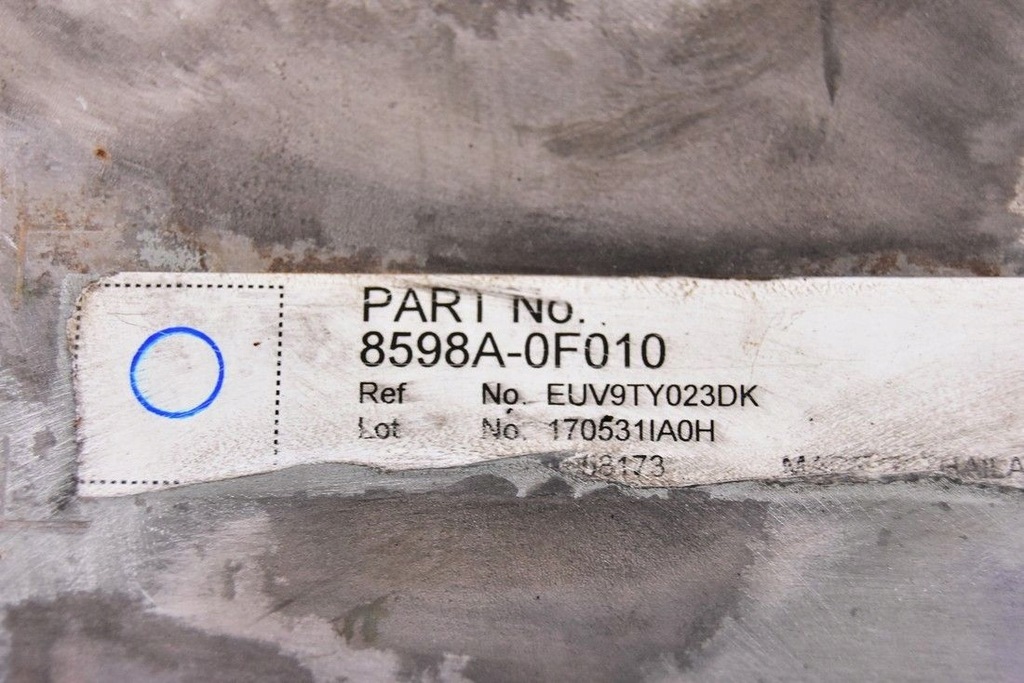 PART No.
8598A-0F010
Ref No. EUV9TY023DK
Lot No. 170531IA0H